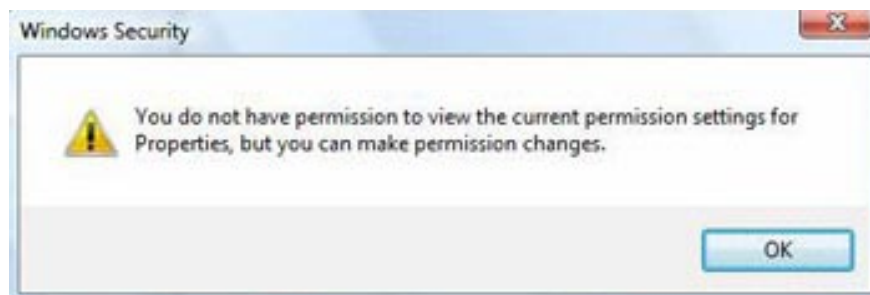 Windows Security
You do not have permission to view the current permission settings for
Properties, but you can make permission changes.
OK